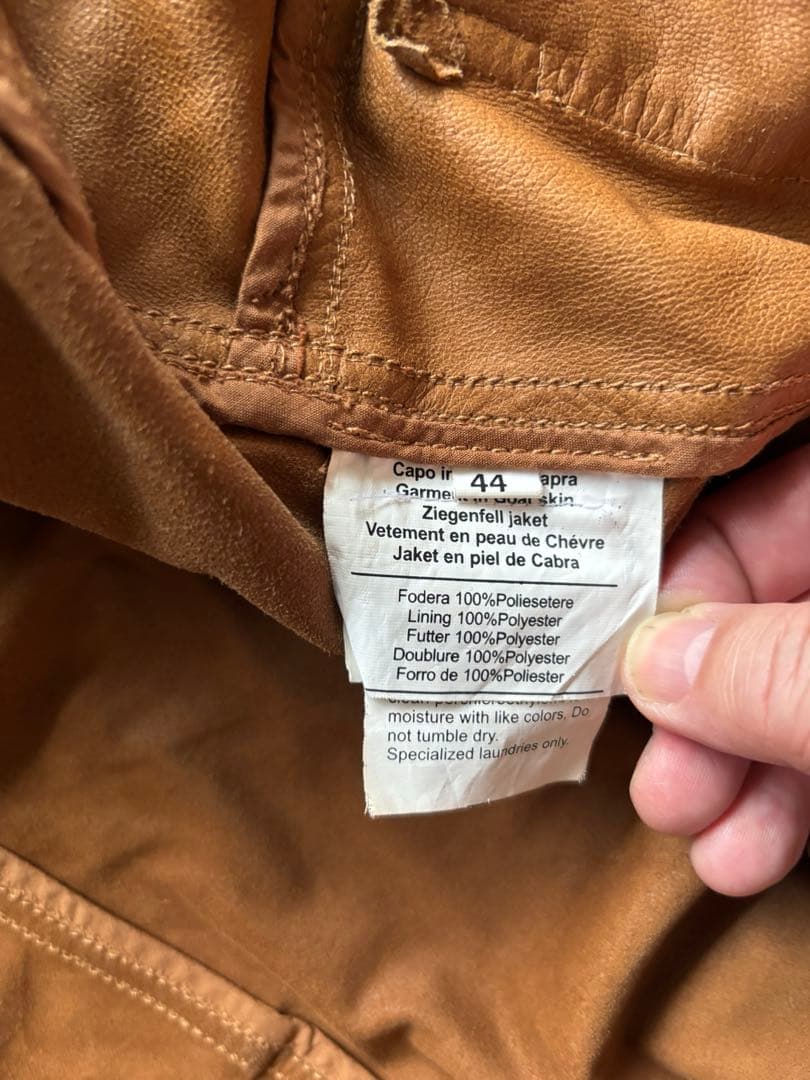 Capo in
44
apra
Garment in Goat skin
Ziegenfell jaket
Vetement en peau de Chévre
Jaket en piel de Cabra
Fodera 100%Poliesetere
Lining 100%Polyester
Futter 100%Polyester
Doublure 100%Polyester
Forro de 100%Poliester
moisture with like colors, Do
not tumble dry.
Specialized laundries only.